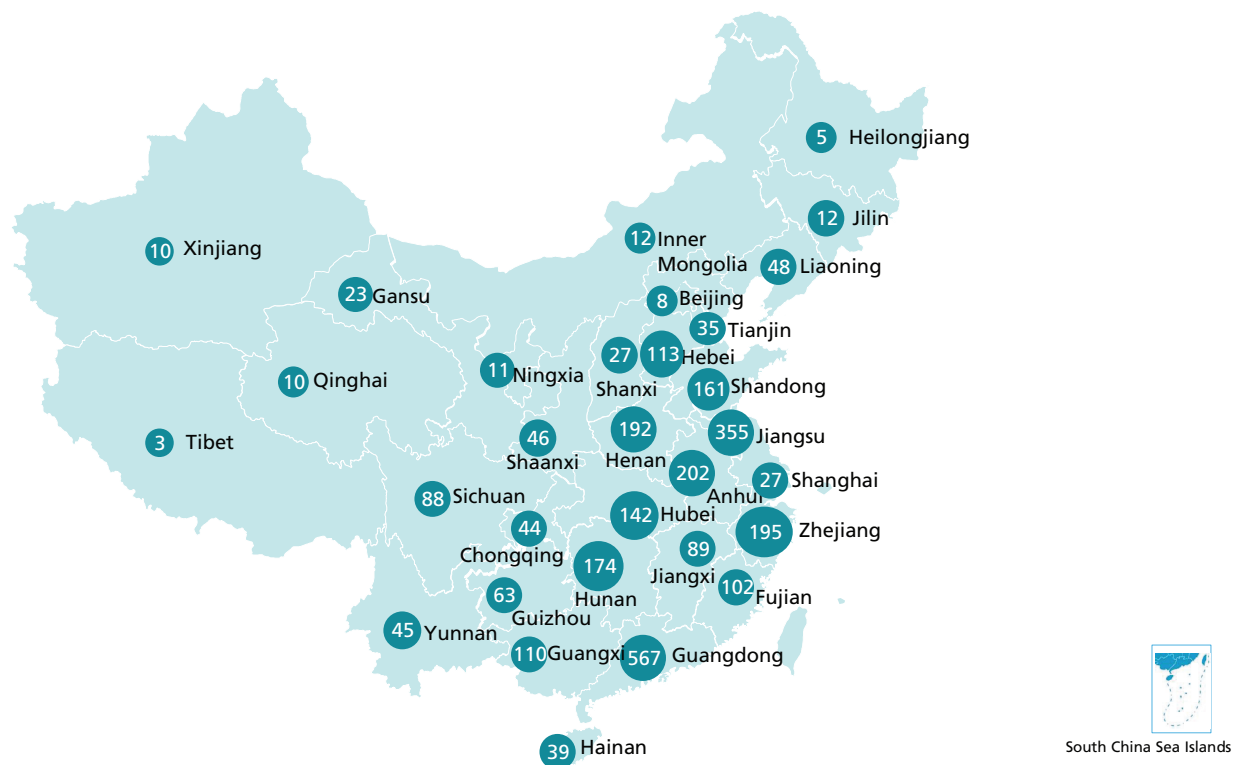 5 Heilongjiang
12 Jilin
12 Inner
Mongolia
10 Xinjiang
48 Liaoning
23 Gansu
8 Beijing
35 Tianjin
27
Shanxi
113 Hebei
11 Ningxia
10 Qinghai
161 Shandong
192
Henan
355 Jiangsu
46
Shaanxi
3 Tibet
202
Anhui
27 Shanghai
88 Sichuan
142 Hubei
44
Chongqing
195 Zhejiang
89
Jiangxi
174
Hunan
102 Fujian
63
Guizhou
45 Yunnan
110 Guangxi
567 Guangdong
39 Hainan
South China Sea Islands